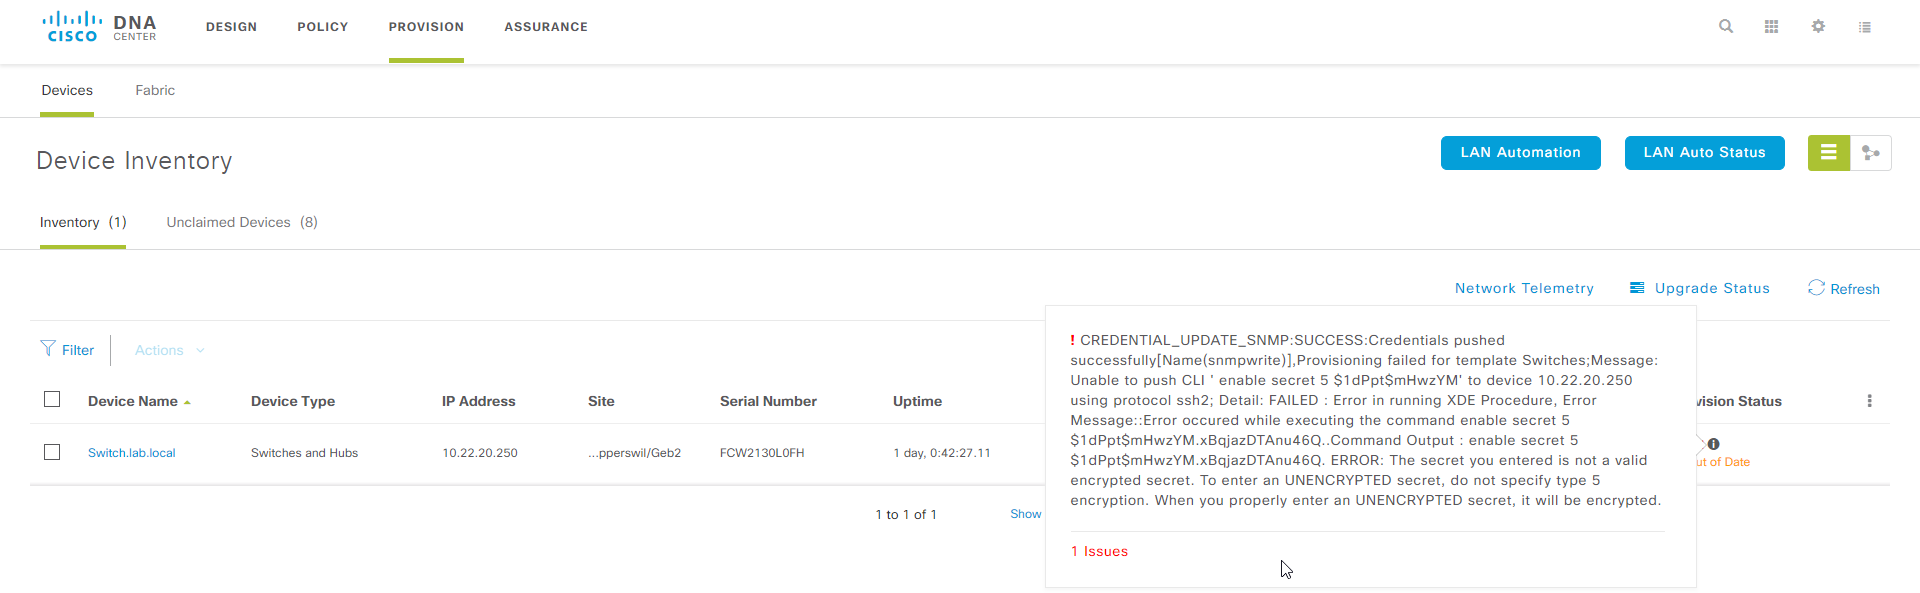 CISCO
DNA
CENTER
DESIGN
POLICY
PROVISION
ASSURANCE
Devices
Fabric
Device Inventory
LAN Automation
LAN Auto Status
Inventory (1)
Unclaimed Devices (8)
Network Telemetry
Upgrade Status
Refresh
Filter
Actions
! CREDENTIAL_UPDATE_SNMP:SUCCESS:Credentials pushed
successfully[Name(snmpwrite)],Provisioning failed for template Switches;Message:
Unable to push CLI ' enable secret 5 $1dPpt$mHwzYM' to device 10.22.20.250
using protocol ssh2; Detail: FAILED : Error in running XDE Procedure, Error
Message::Error occured while executing the command enable secret 5
$1dPpt$mHwzYM.xBqjazDTAnu46Q..Command Output : enable secret 5
$1dPpt$mHwzYM.xBqjazDTAnu46Q. ERROR: The secret you entered is not a valid
encrypted secret. To enter an UNENCRYPTED secret, do not specify type 5
encryption. When you properly enter an UNENCRYPTED secret, it will be encrypted.
1 Issues
Device Name
Device Type
IP Address
Site
Serial Number
Uptime
vision Status
Switch.lab.local
Switches and Hubs
10.22.20.250
...pperswil/Geb2
FCW2130L0FH
1 day, 0:42:27.11
ut of Date
1 to 1 of 1
Show